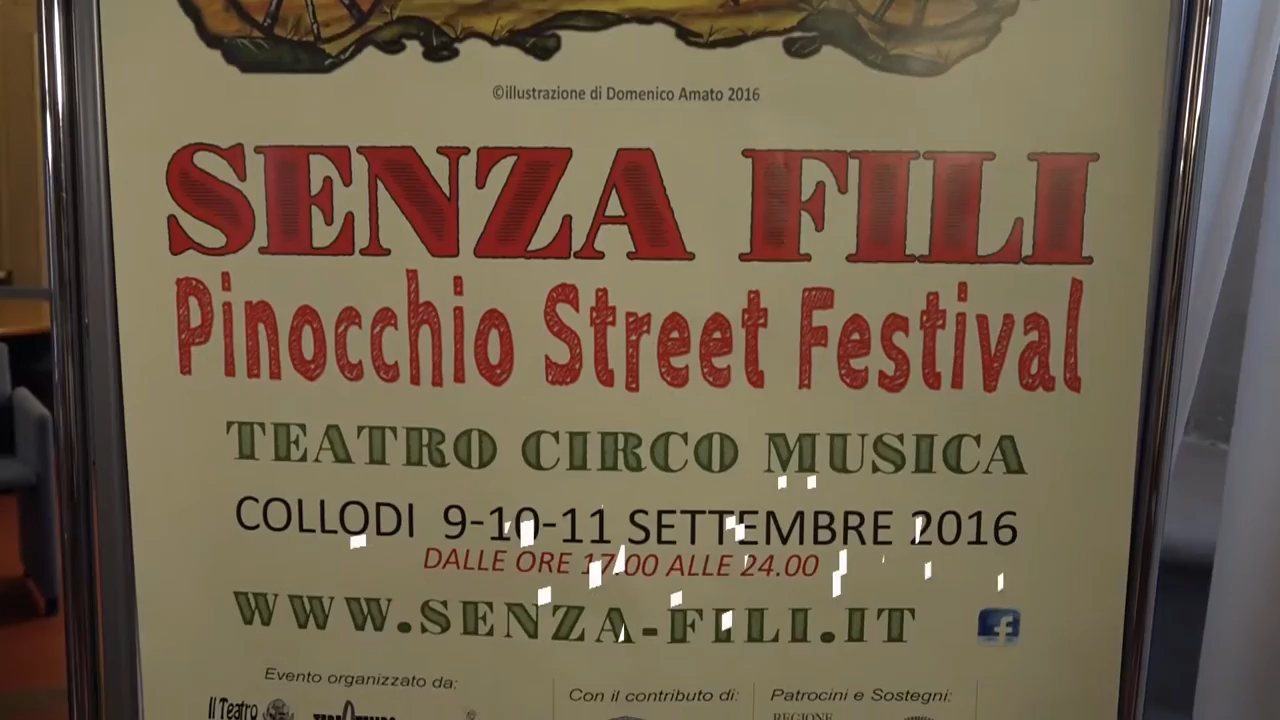 ©illustrazione di Domenico Amato 2016
SENZA FILI
Pinocchio Street Festival
TEATRO CIRCO MUSICA
COLLODI 9-10-11 SETTEMBRE 2016
DALLE ORE 17.00 ALLE 24.00
WWW.SENZA-FILI.IT
Evento organizzato da:
Con il contributo di:
Patrocini e Sostegni:
Il Teatro
REGIONE